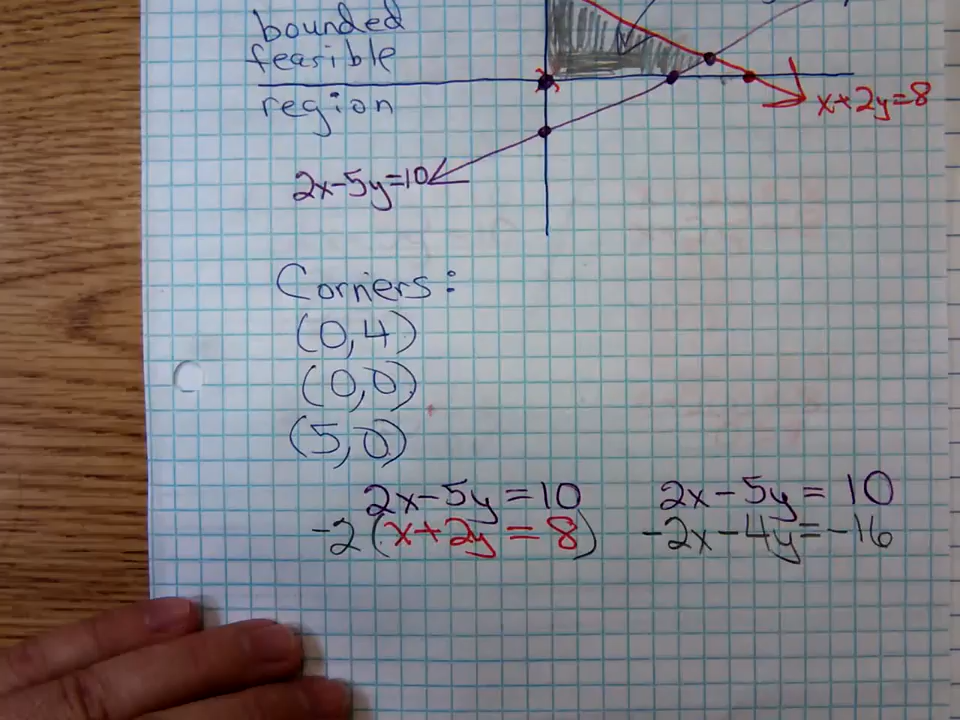 bounded
feasible
region
x+2y=8
2x-5y=10
Corners:
(0,4)
(0,0)
(5,0)
2x-5y=10
-2(x+2y=8)
2x-5y=10
-2x-4y=-16